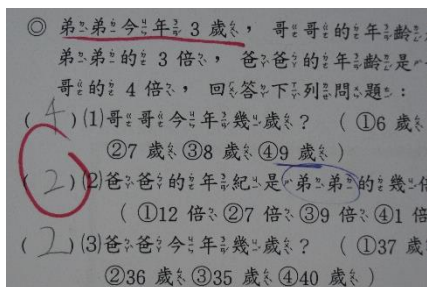 ◎ 弟弟今年3歲，哥哥的年齡是
弟弟的3倍，爸爸的年齡是
哥的4倍，回答下列問題：
(4)(1)哥哥今年幾歲？（①6歲
②7歲③8歲④9歲）
(2)(2)爸爸的年紀是弟弟的幾倍
（①12倍②7倍③9倍④1倍
(2)(3)爸爸今年幾歲？（①37歲
②36歲③35歲④40歲）